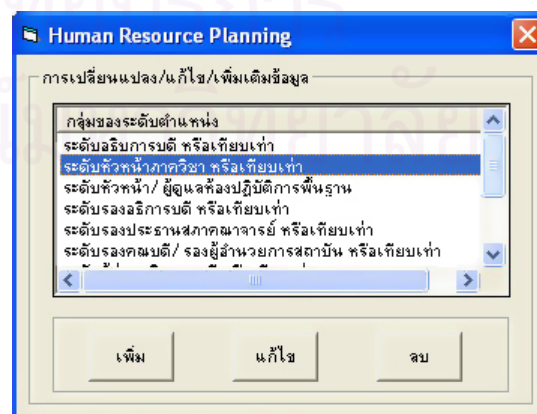 Human Resource Planning
การเปลี่ยนแปลง/แก้ไข/เพิ่มเติมข้อมูล
กลุ่มของระดับตำแหน่ง
ระดับอธิบการบดี หรือเทียบเท่า
ระดับหัวหน้าภาควิชา หรือเทียบเท่า
ระดับหัวหน้า/ ผู้ดูแลห้องปฏิบัติการพื้นฐาน
ระดับรองอธิการบดี หรือเทียบเท่า
ระดับรองประธานสภาคณาจารย์ หรือเทียบเท่า
ระดับรองคณบดี/ รองผู้อำนวยการสถาบัน หรือเทียบเท่า
เพิ่ม
แก้ไข
ลบ